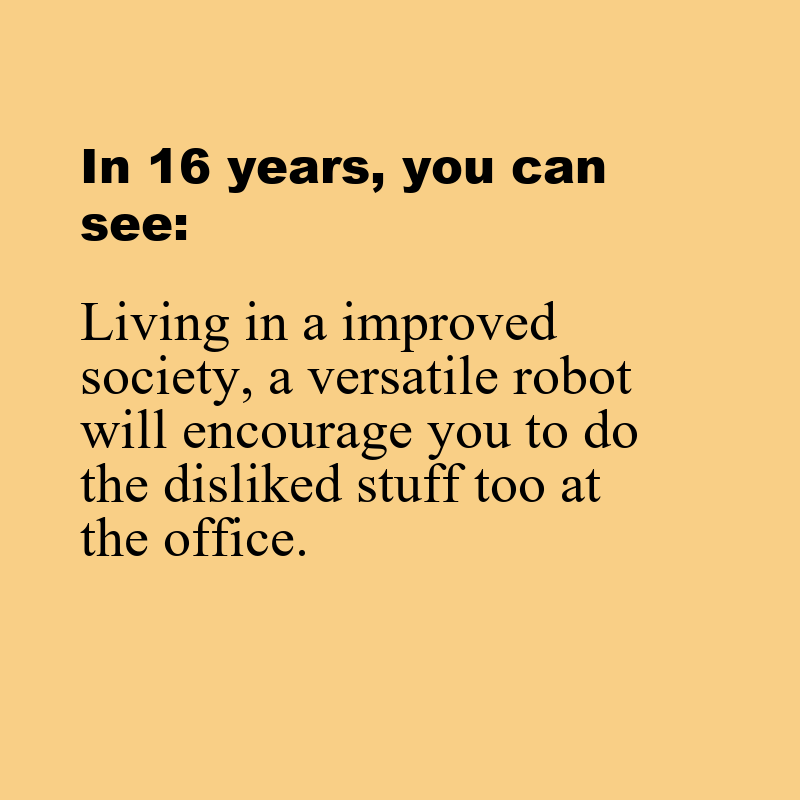 In 16 years, you can
see:
Living in a improved
society, a versatile robot
will encourage you to do
the disliked stuff too at
the office.